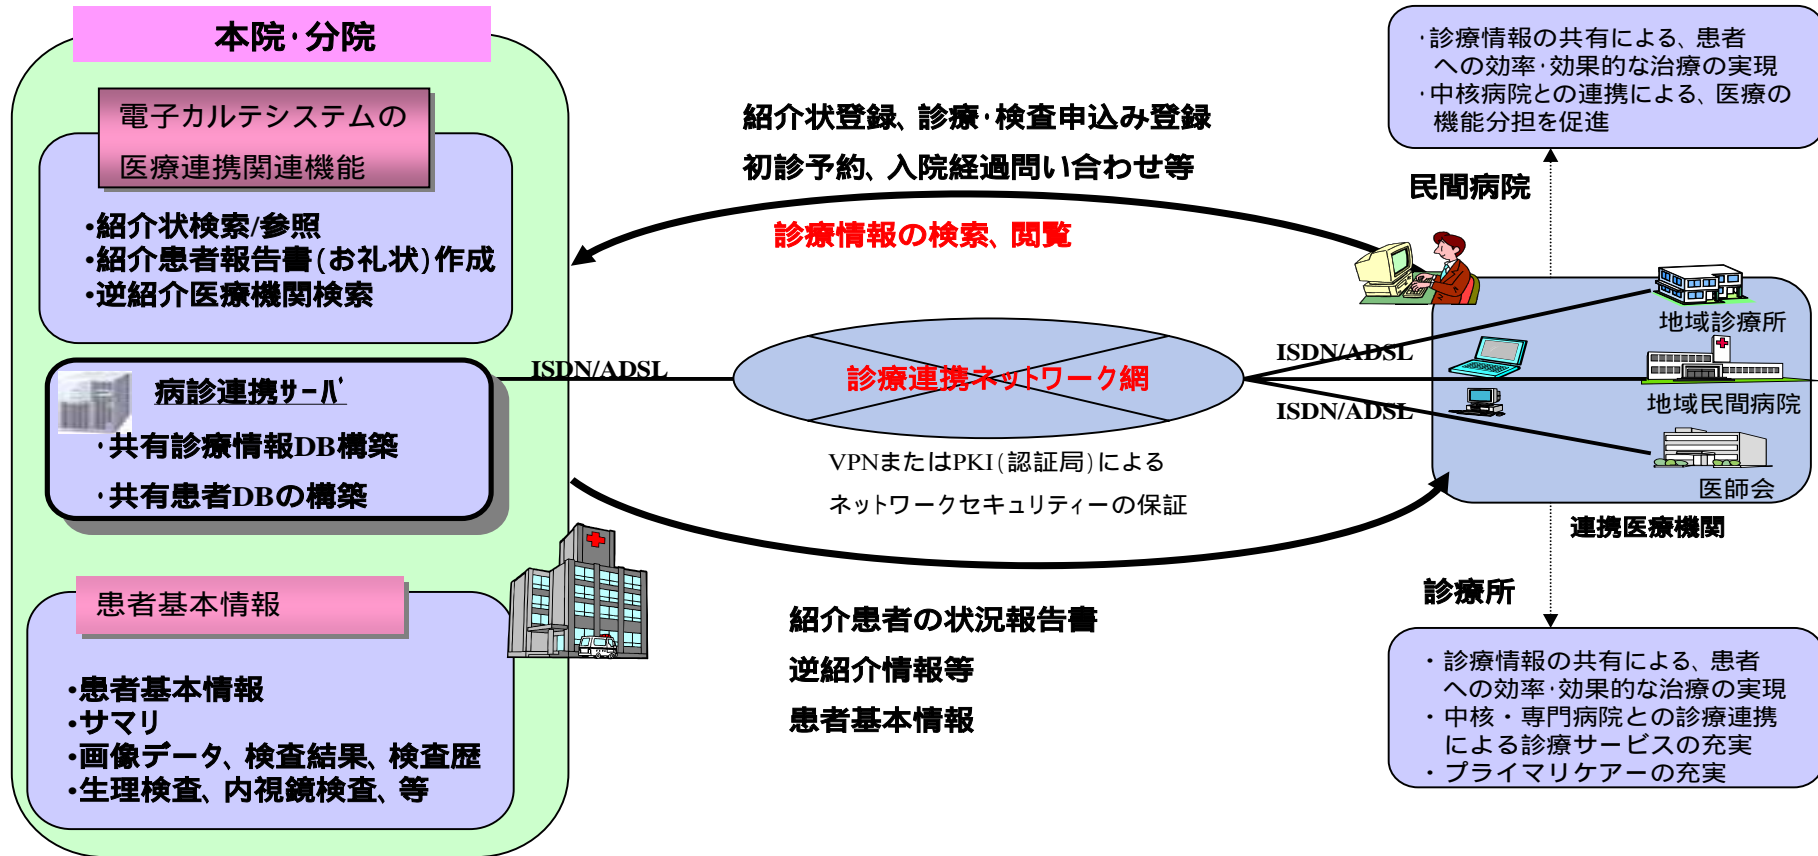 本院・分院
電子カルテシステムの
医療連携関連機能
・紹介状検索/参照
・紹介患者報告書(お礼状)作成
・逆紹介医療機関検索
病診連携ｻｰﾊﾞ
・共有診療情報DB構築
・共有患者DBの構築
患者基本情報
・患者基本情報
・サマリ
・画像データ、検査結果、検査歴
・生理検査、内視鏡検査、等
紹介状登録、診療・検査申込み登録
初診予約、入院経過問い合わせ等
診療情報の検索、閲覧
ISDN/ADSL
診療連携ネットワーク網
ISDN/ADSL
ISDN/ADSL
VPNまたはPKI(認証局)による
ネットワークセキュリティーの保証
紹介患者の状況報告書
逆紹介情報等
患者基本情報
・診療情報の共有による、患者
への効率・効果的な治療の実現
・中核病院との連携による、医療の
機能分担を促進
民間病院
地域診療所
地域民間病院
医師会
連携医療機関
診療所
・診療情報の共有による、患者
への効率・効果的な治療の実現
・中核・専門病院との診療連携
による診療サービスの充実
・プライマリケアーの充実